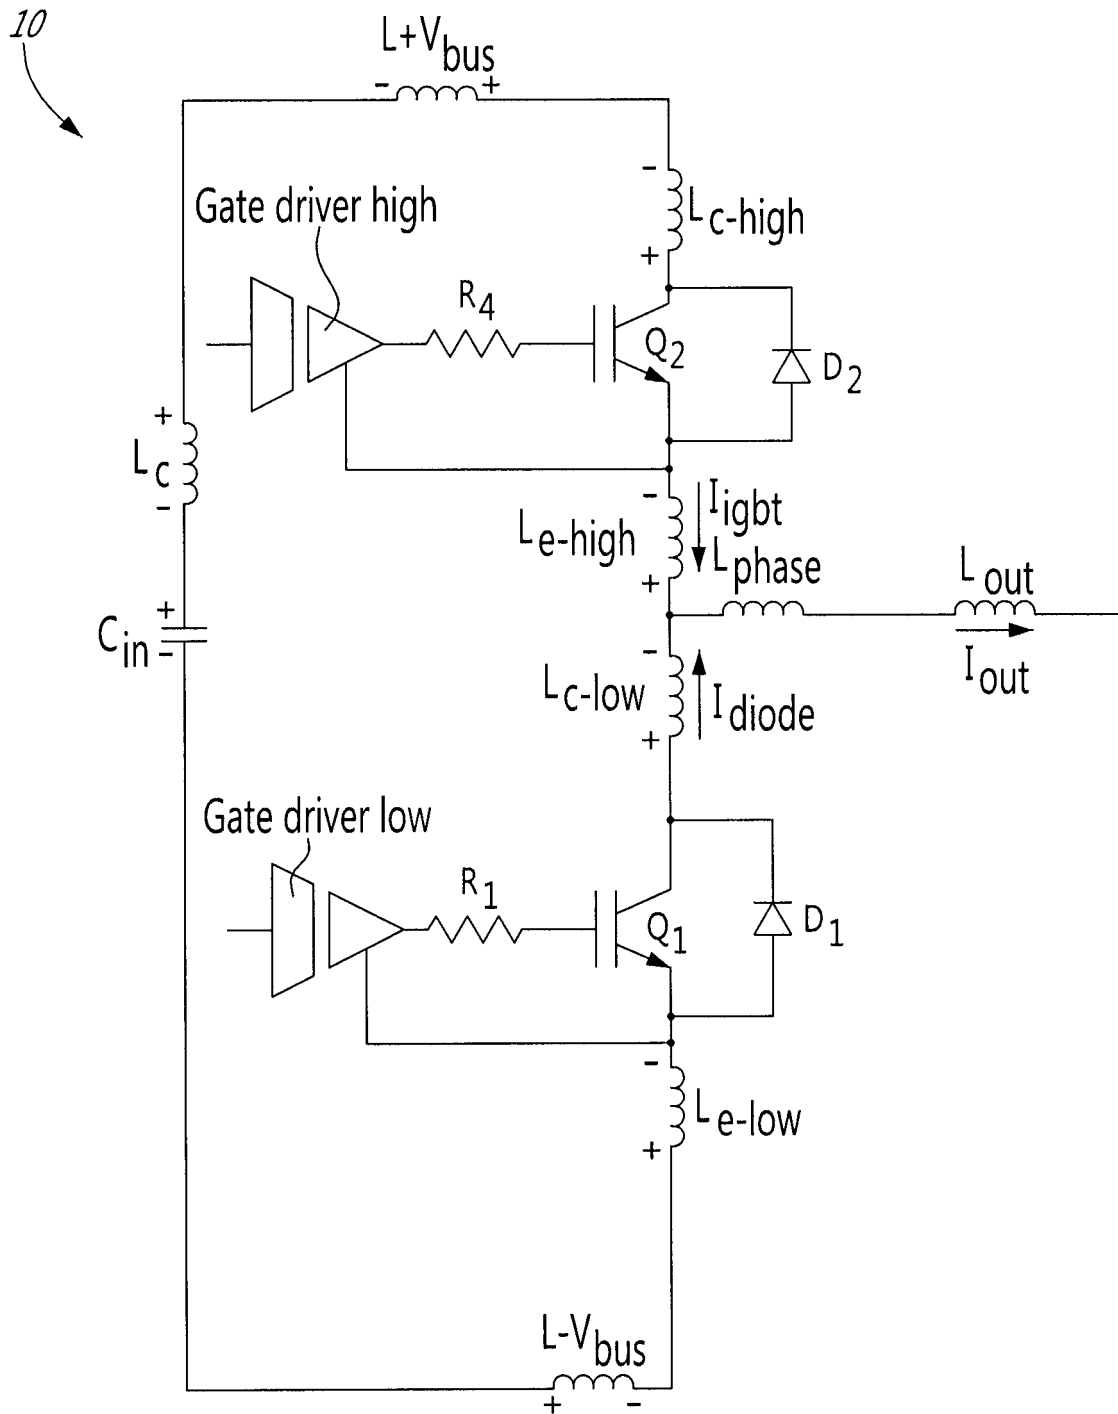 10
L+Vbus
- +
-
Lc-high
+
Gate driver high
R4
Q2
D2
+
Lc
-
-
Iigbt
Le-high
+
Lphase
Lout
Iout
+
Cin
-
-
Lc-low
Idiode
+
Gate driver low
R1
Q1
D1
-
Le-low
+
L-Vbus
+ -